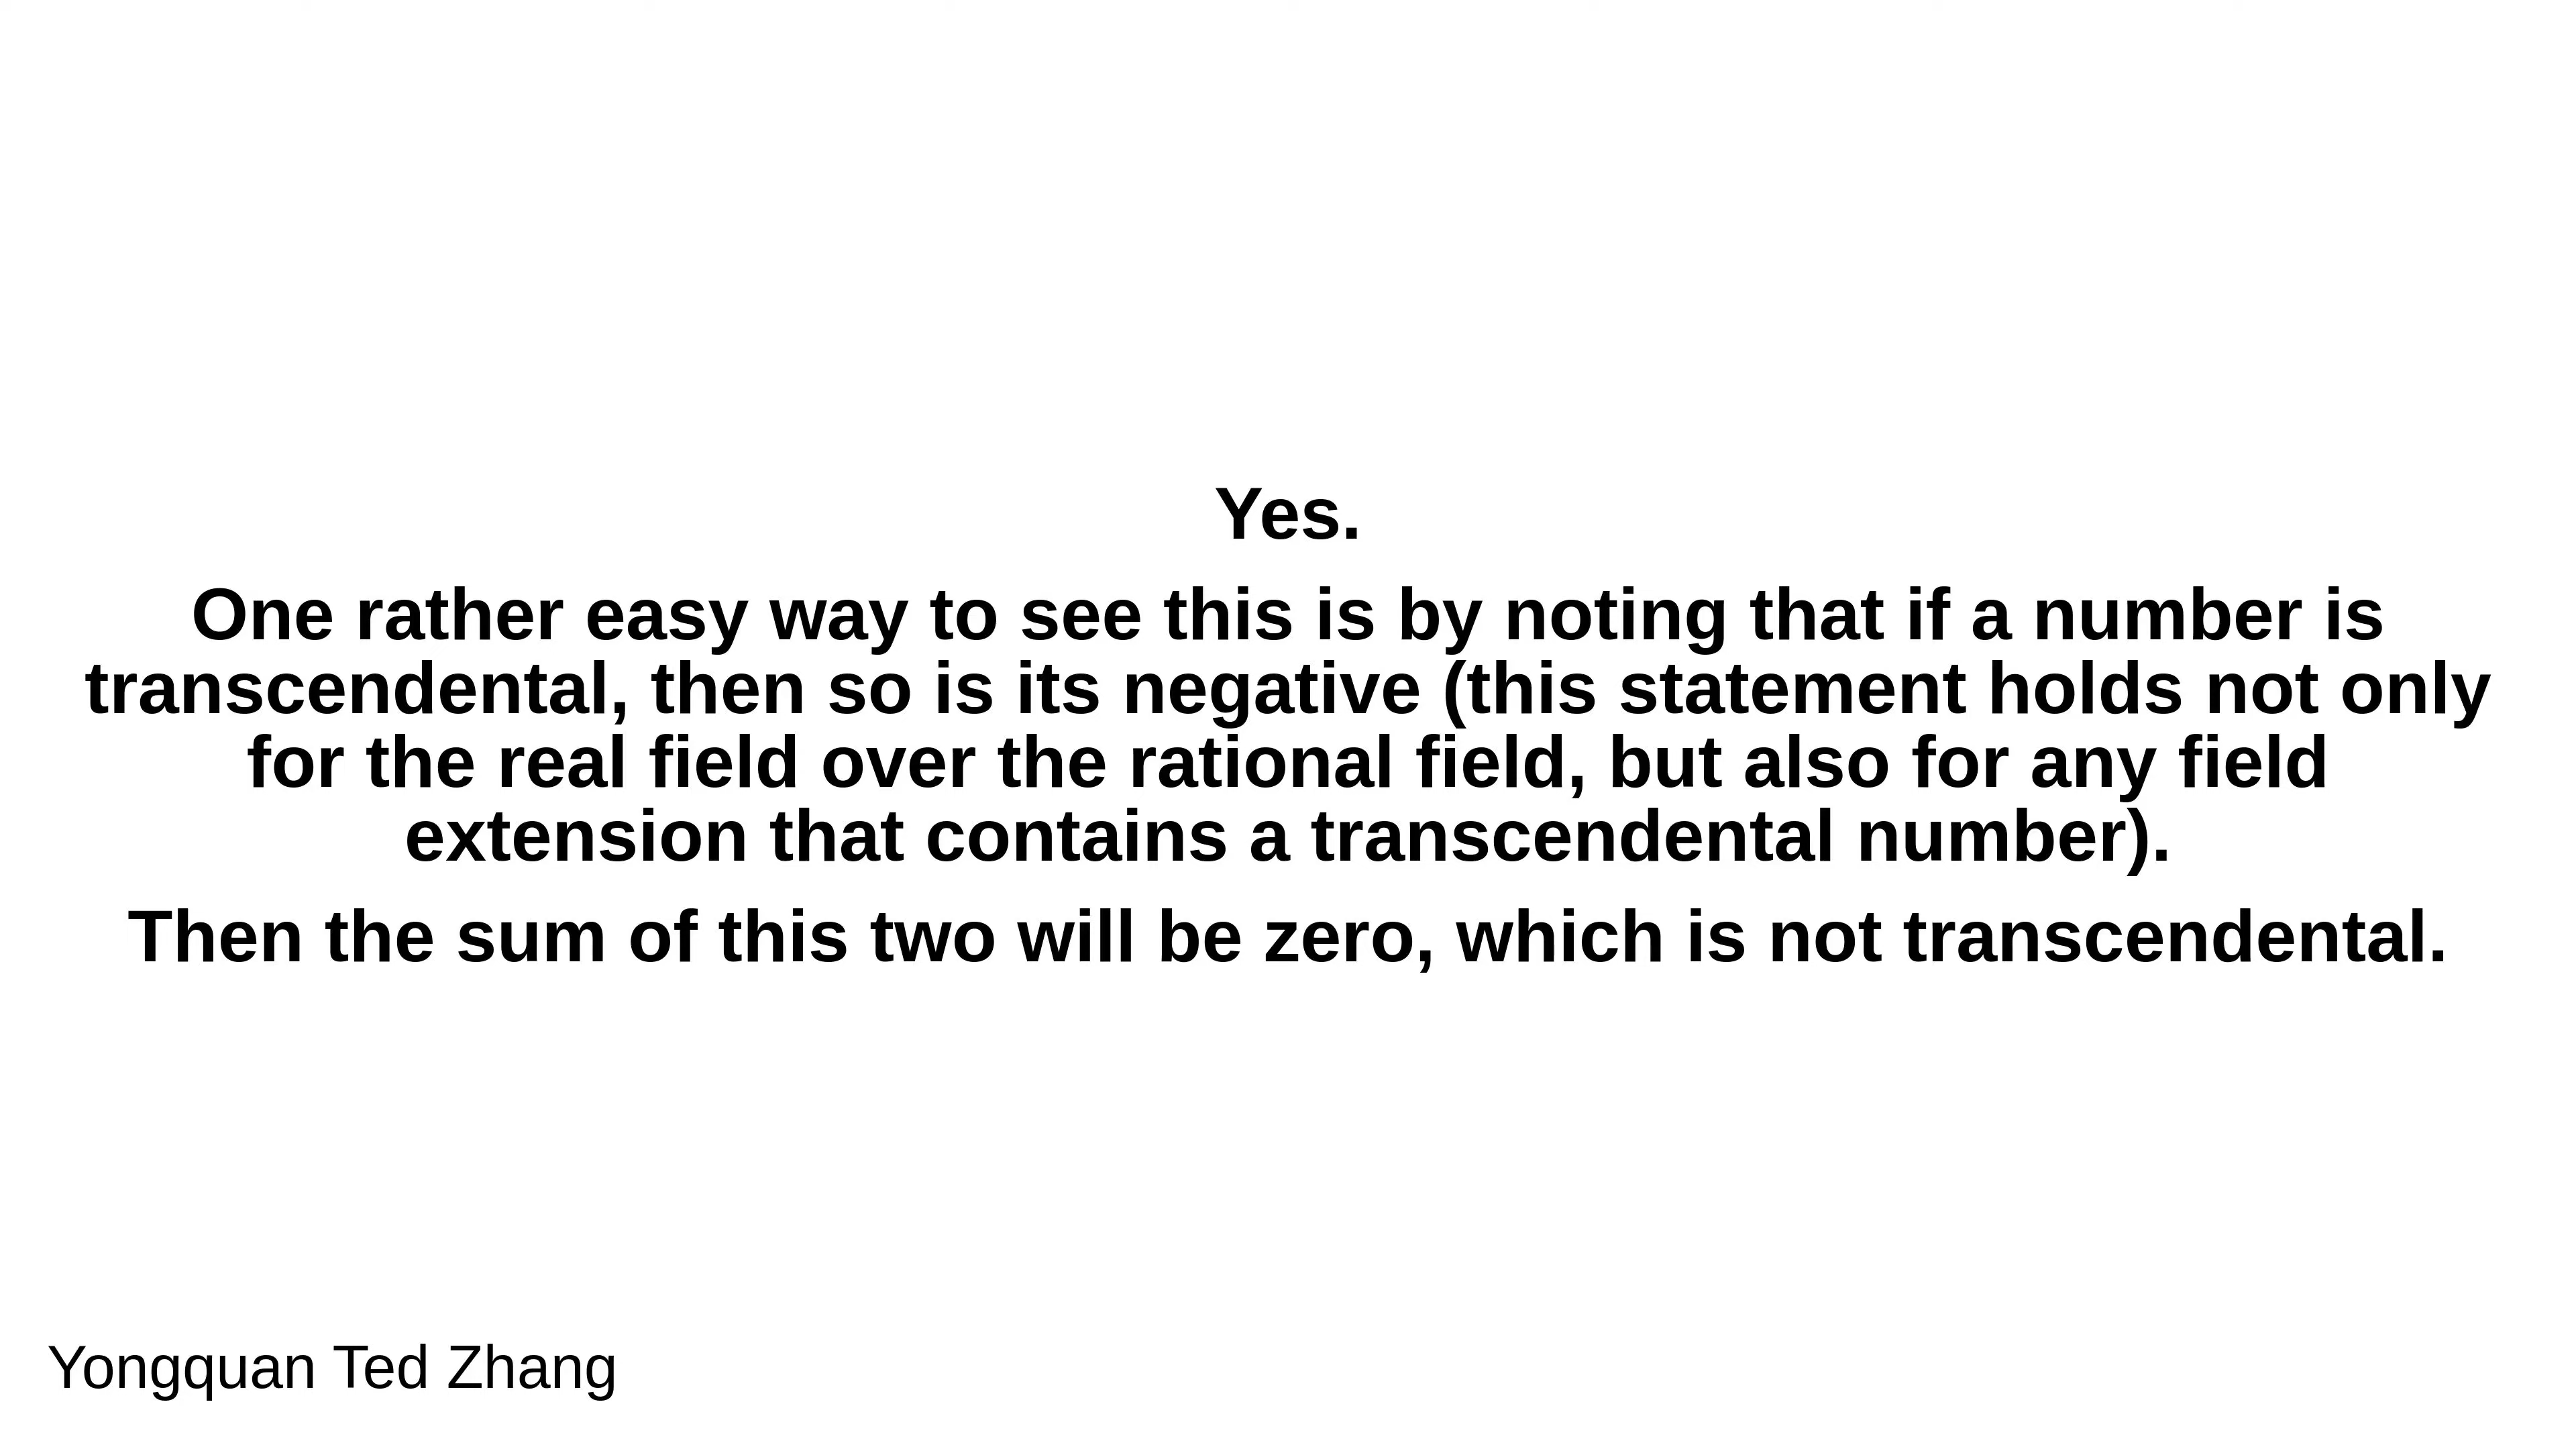 Yes.
One rather easy way to see this is by noting that if a number is
transcendental, then so is its negative (this statement holds not only
for the real field over the rational field, but also for any field
extension that contains a transcendental number).
Then the sum of this two will be zero, which is not transcendental.
Yongquan Ted Zhang